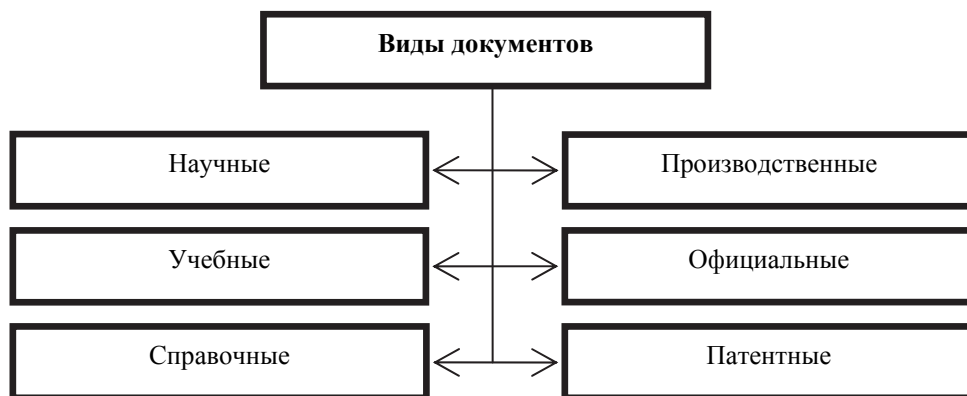 Виды документов
Научные
Производственные
Учебные
Официальные
Справочные
Патентные